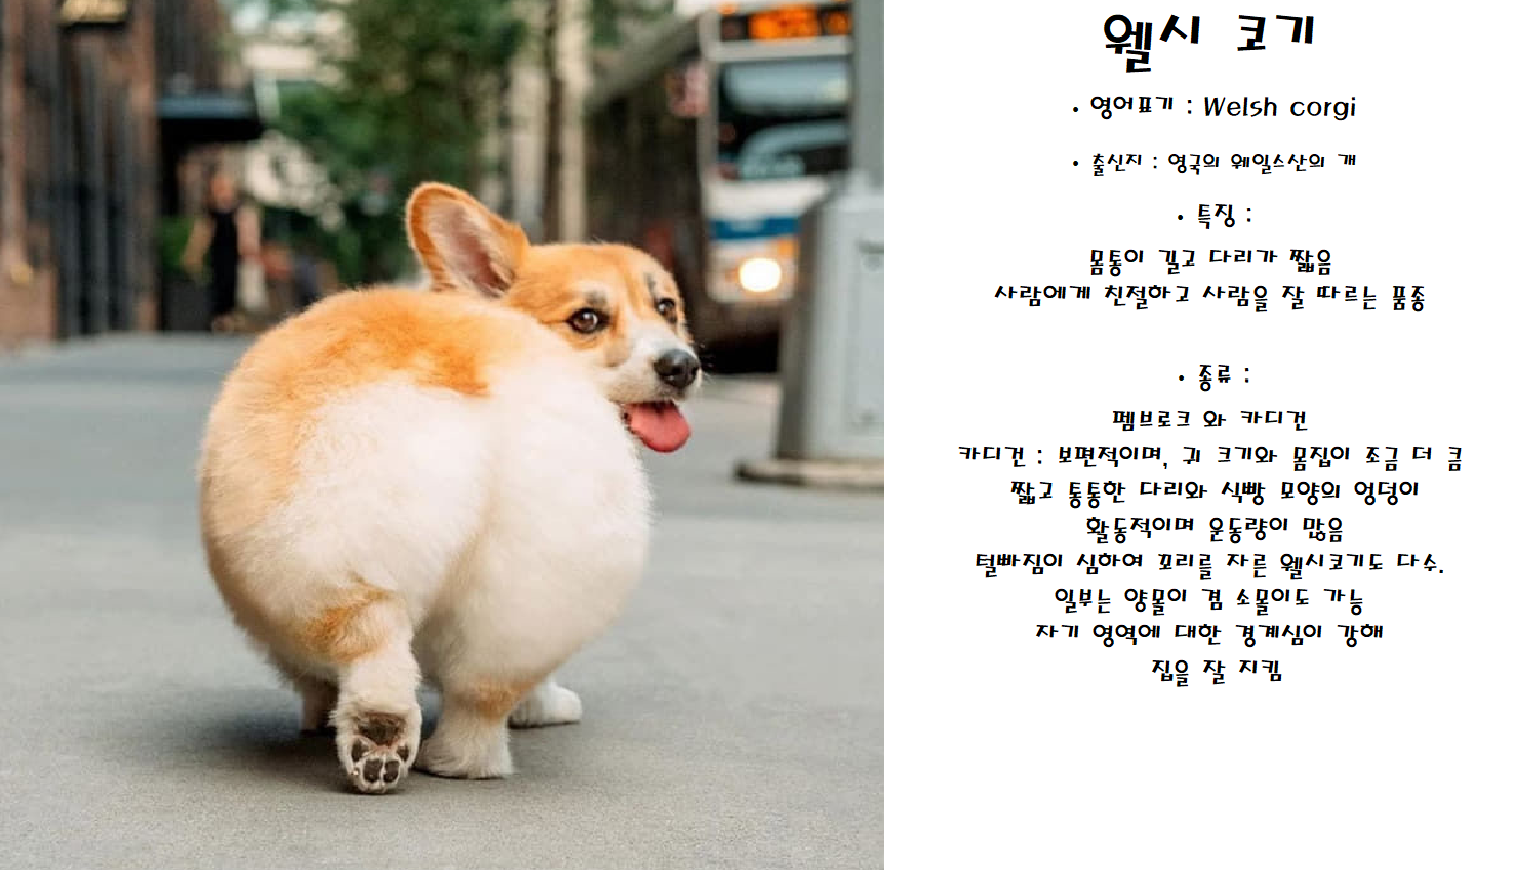 웰시 코기
• 영어표기 : Welsh corgi
• 출신지 : 영국의 웨일스산의 개
• 특징 :
몸통이 길고 다리가 짧음
사람에게 친절하고 사람을 잘 따르는 품종
• 종류 :
펨브로크 와 카디건
카디건 : 보편적이며, 귀 크기와 몸집이 조금 더 큼
짧고 통통한 다리와 식빵 모양의 엉덩이
활동적이며 운동량이 많음
털빠짐이 심하여 꼬리를 자른 웰시코기도 다수.
일부는 양몰이 겸 소몰이도 가능
자기 영역에 대한 경계심이 강해
집을 잘 지킴